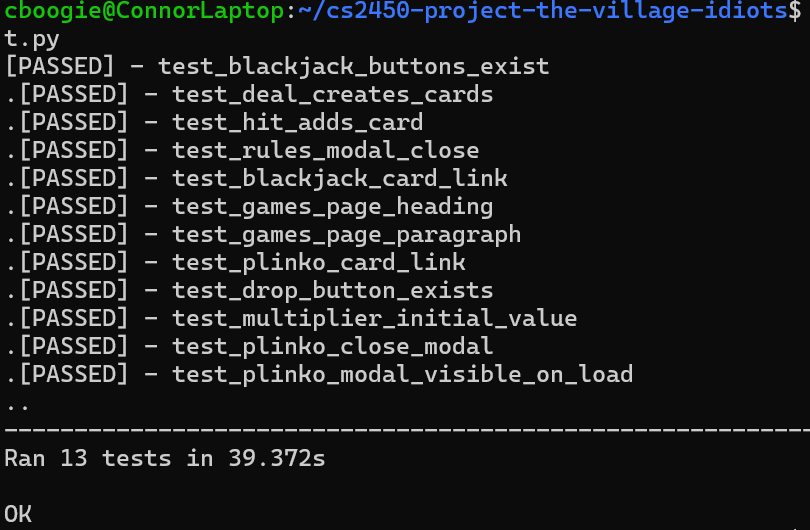 cboogie@ConnorLaptop:~/cs2450-project-the-village-idiots$
t.py
[PASSED] - test_blackjack_buttons_exist
.[PASSED] - test_deal_creates_cards
.[PASSED] - test_hit_adds_card
.[PASSED] - test_rules_modal_close
.[PASSED] - test_blackjack_card_link
.[PASSED] - test_games_page_heading
.[PASSED] - test_games_page_paragraph
.[PASSED] - test_plinko_card_link
.[PASSED] - test_drop_button_exists
.[PASSED] - test_multiplier_initial_value
.[PASSED] - test_plinko_close_modal
.[PASSED] - test_plinko_modal_visible_on_load
..
----------------------------------------------------------
Ran 13 tests in 39.372s
OK